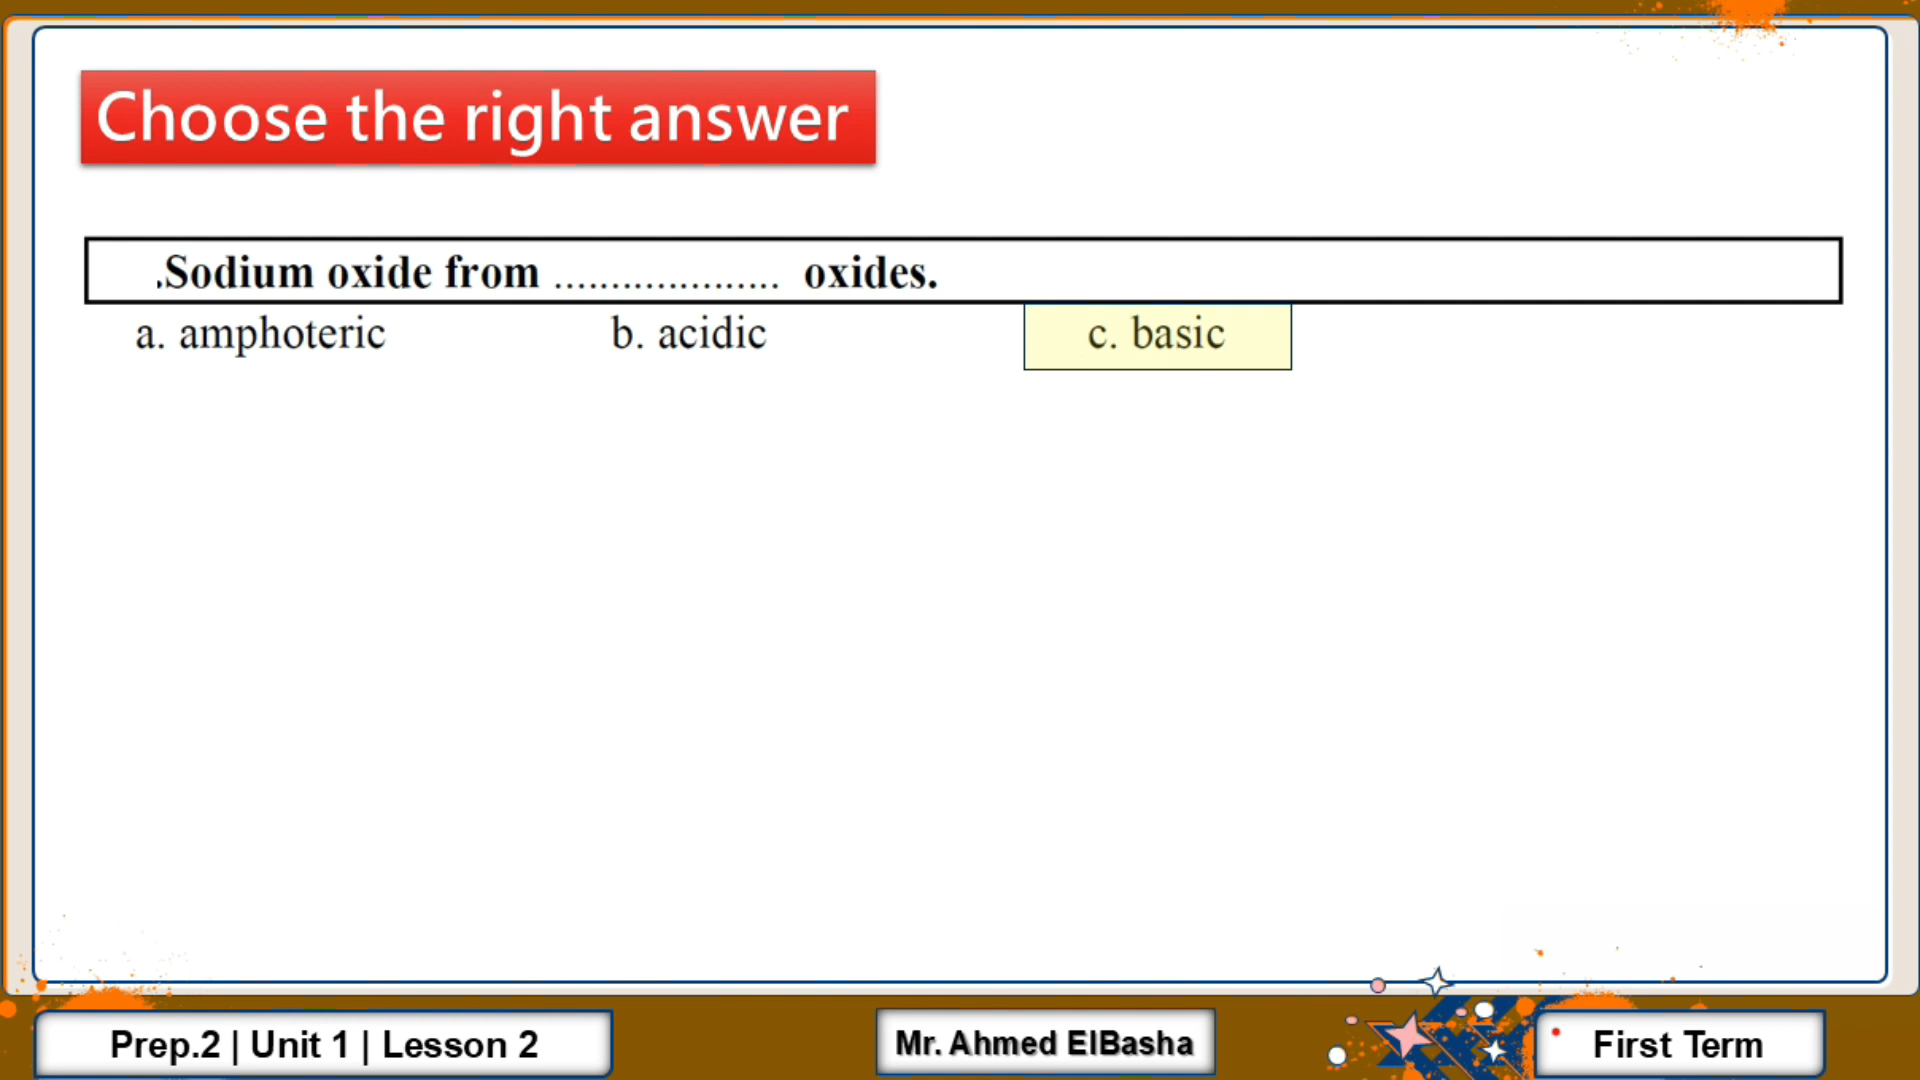 Choose the right answer
.Sodium oxide from .................... oxides.
a. amphoteric b. acidic c. basic
Prep.2 | Unit 1 | Lesson 2 Mr. Ahmed ElBasha First Term